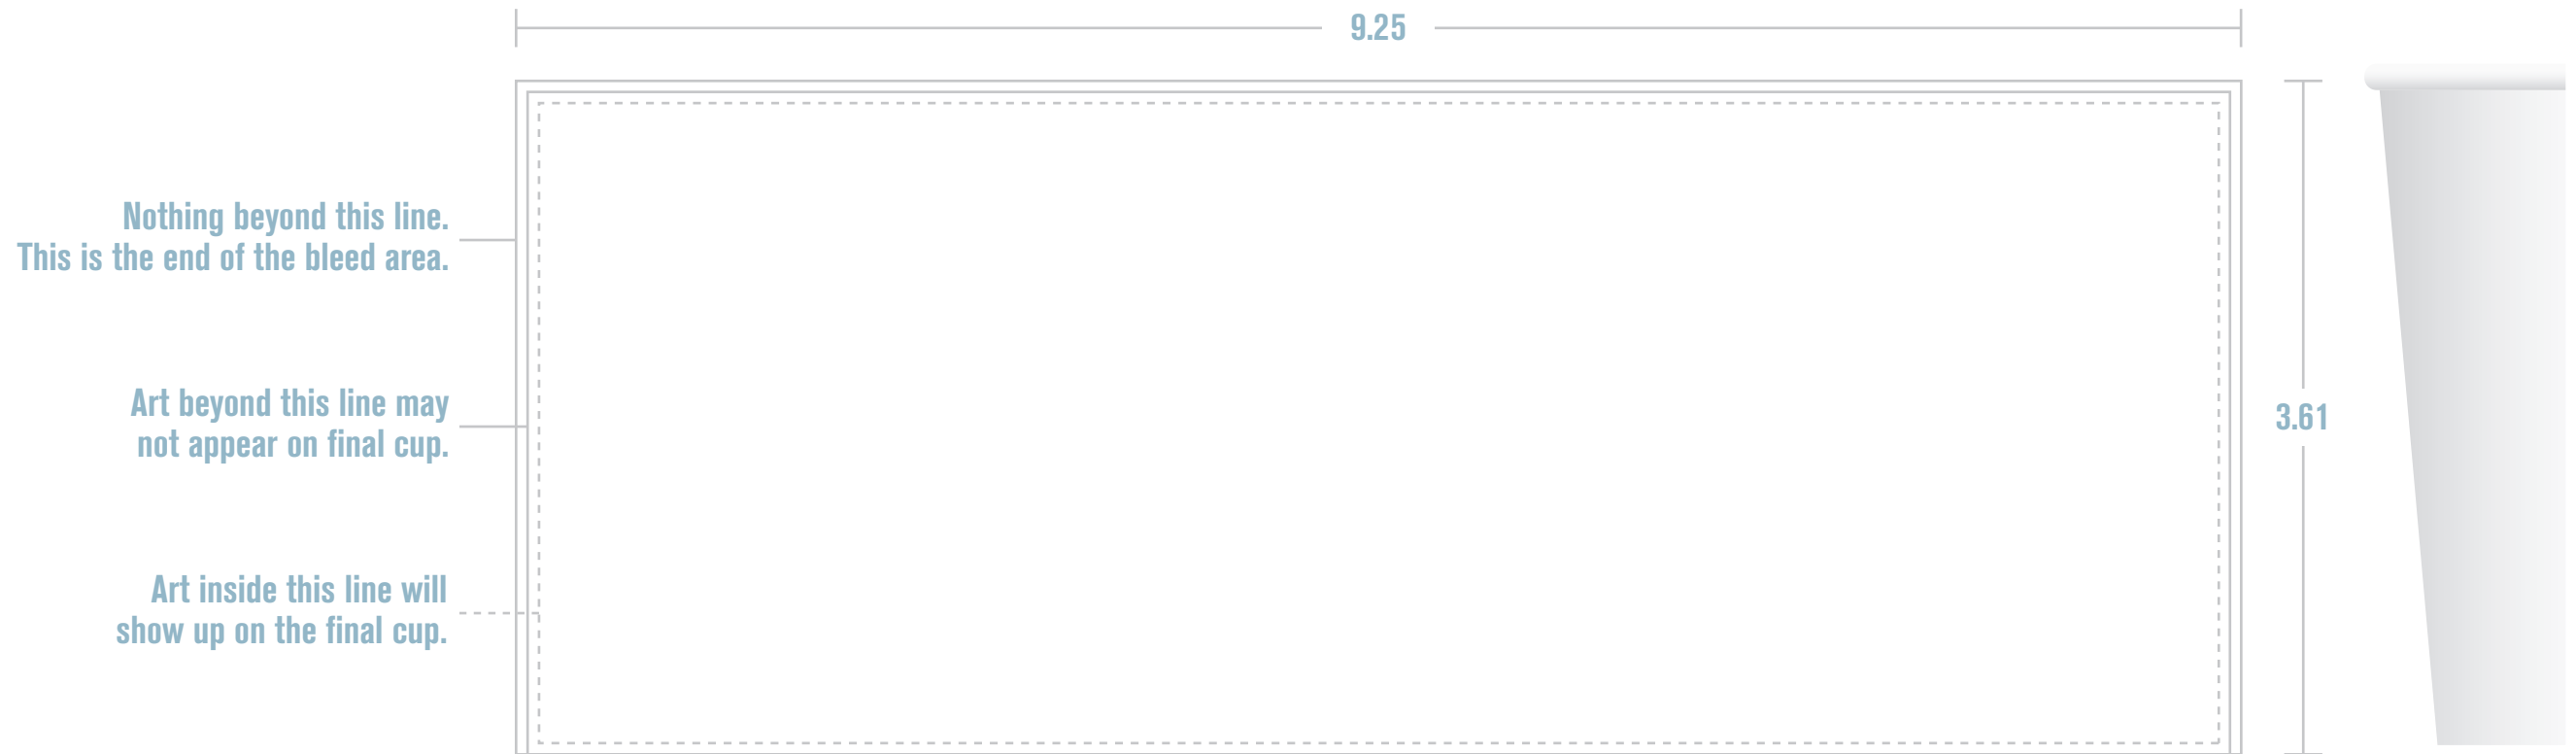 9.25
Nothing beyond this line.
This is the end of the bleed area.
Art beyond this line may
not appear on final cup.
3.61
Art inside this line will
show up on the final cup.